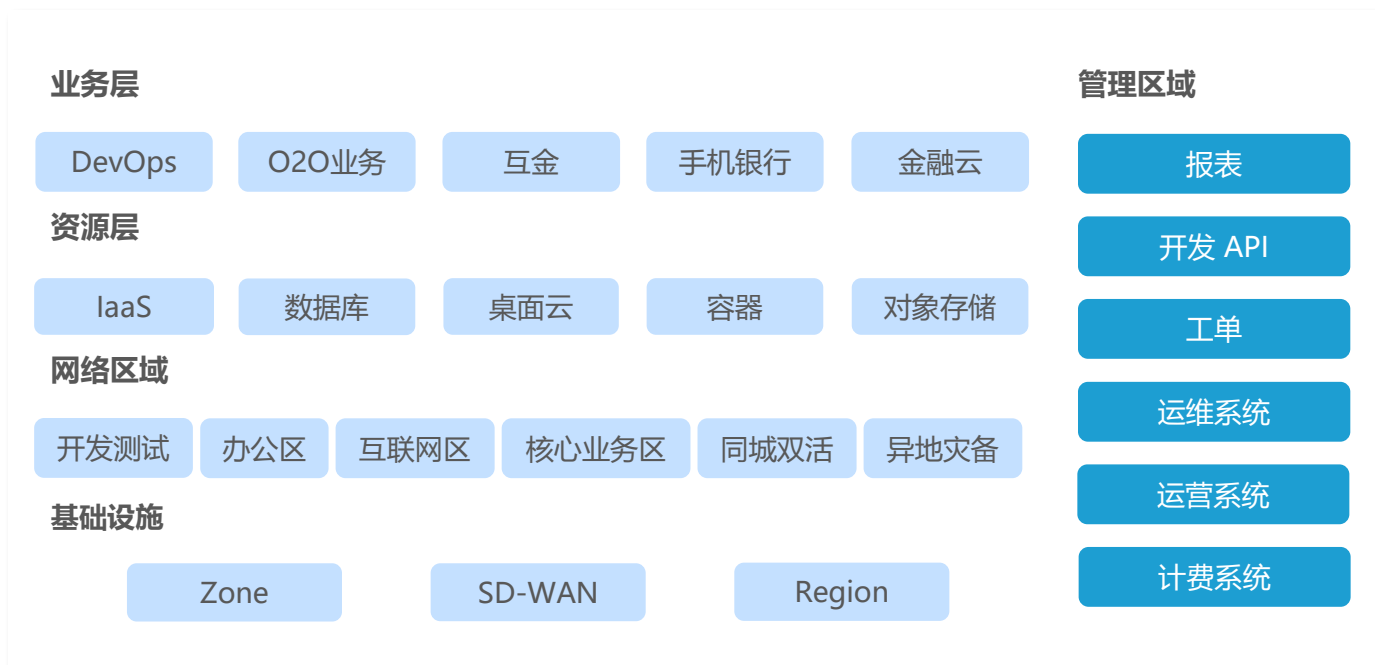 业务层
DevOps
O2O业务
互金
手机银行
金融云
资源层
IaaS
数据库
桌面云
容器
对象存储
网络区域
开发测试
办公区
互联网区
核心业务区
同城双活
异地灾备
基础设施
Zone
SD-WAN
Region
管理区域
报表
开发 API
工单
运维系统
运营系统
计费系统